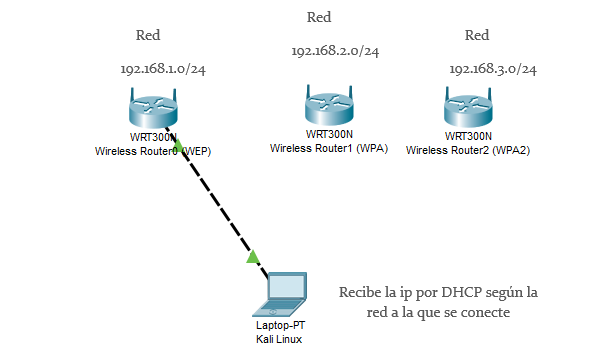 Red
192.168.1.0/24
WRT300N
Wireless Router0 (WEP)
Red
192.168.2.0/24
WRT300N
Wireless Router1 (WPA)
Red
192.168.3.0/24
WRT300N
Wireless Router2 (WPA2)
Laptop-PT
Kali Linux
Recibe la ip por DHCP según la
red a la que se conecte